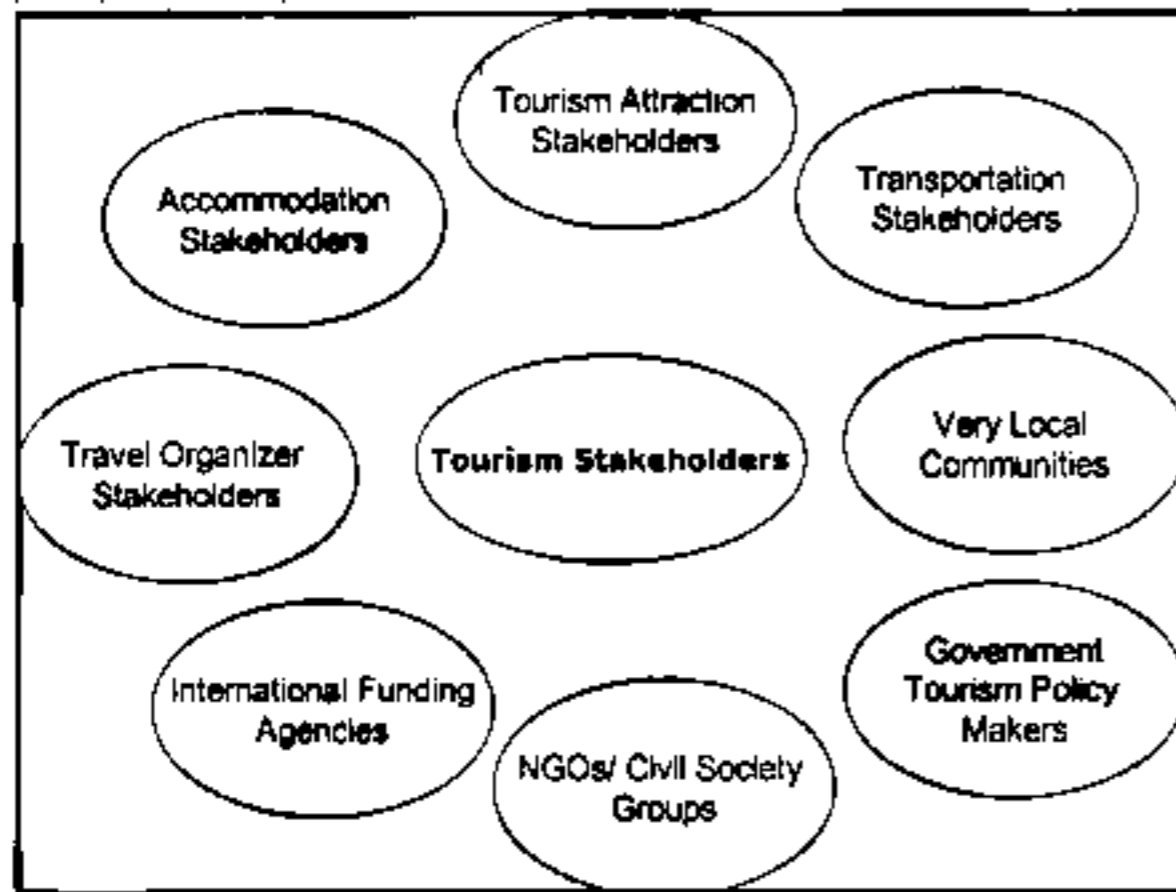 Tourism Attraction
Stakeholders
Accommodation
Stakeholders
Transportation
Stakeholders
Travel Organizer
Stakeholders
Tourism Stakeholders
Very Local
Communities
International Funding
Agencies
NGOs/ Civil Society
Groups
Government
Tourism Policy
Makers